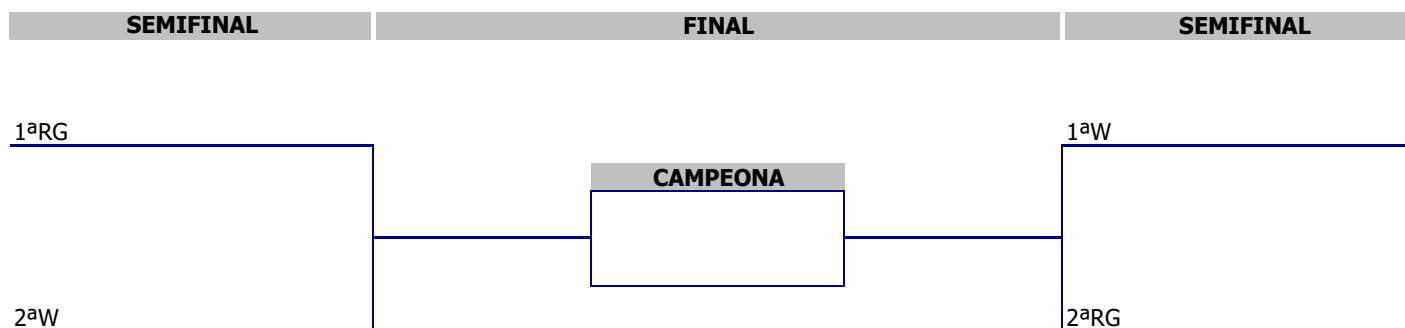 SEMIFINAL FINAL SEMIFINAL
1ªRG 1ªW
CAMPEONA
2ªW 2ªRG